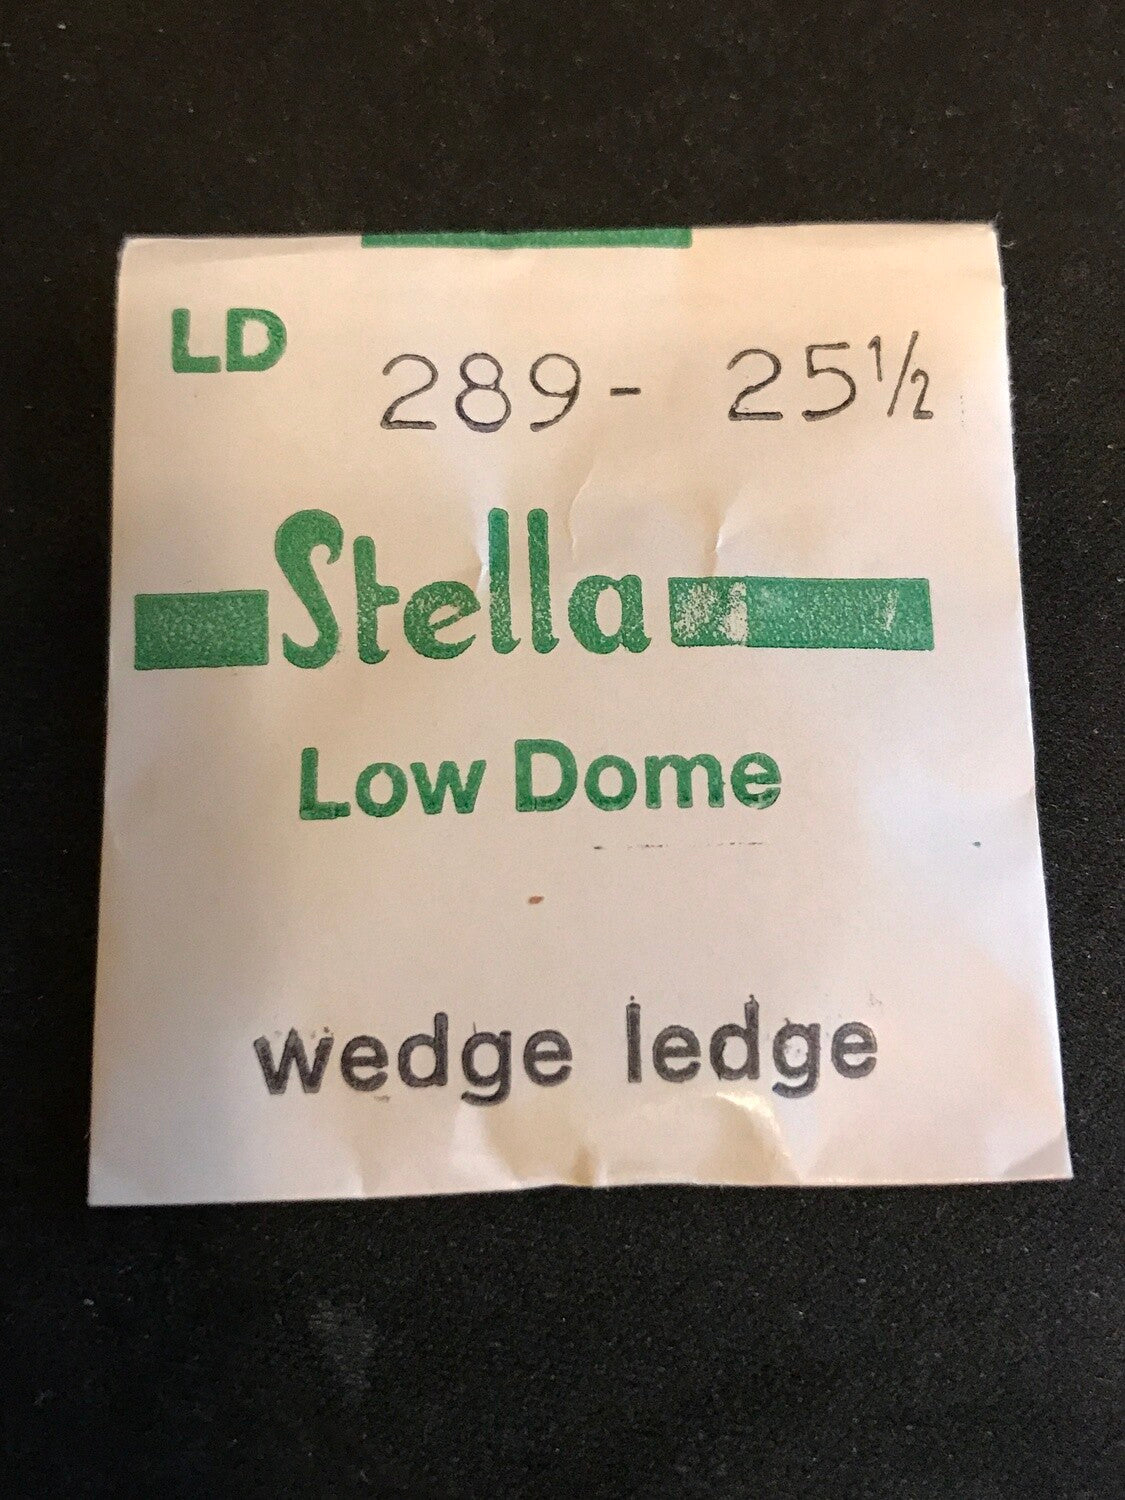 LD
289- 25½
Stella
Low Dome
wedge ledge